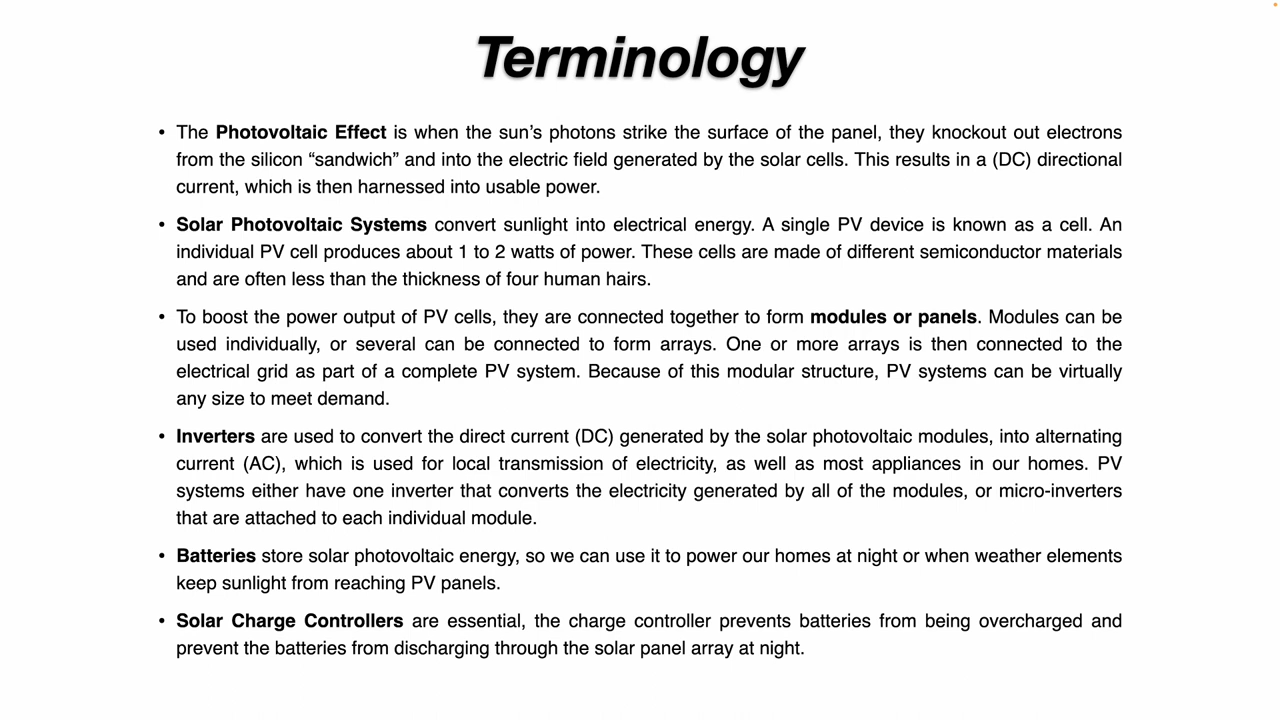 Terminology
• The Photovoltaic Effect is when the sun’s photons strike the surface of the panel, they knockout out electrons
from the silicon “sandwich” and into the electric field generated by the solar cells. This results in a (DC) directional
current, which is then harnessed into usable power.
• Solar Photovoltaic Systems convert sunlight into electrical energy. A single PV device is known as a cell. An
individual PV cell produces about 1 to 2 watts of power. These cells are made of different semiconductor materials
and are often less than the thickness of four human hairs.
• To boost the power output of PV cells, they are connected together to form modules or panels. Modules can be
used individually, or several can be connected to form arrays. One or more arrays is then connected to the
electrical grid as part of a complete PV system. Because of this modular structure, PV systems can be virtually
any size to meet demand.
• Inverters are used to convert the direct current (DC) generated by the solar photovoltaic modules, into alternating
current (AC), which is used for local transmission of electricity, as well as most appliances in our homes. PV
systems either have one inverter that converts the electricity generated by all of the modules, or micro-inverters
that are attached to each individual module.
• Batteries store solar photovoltaic energy, so we can use it to power our homes at night or when weather elements
keep sunlight from reaching PV panels.
• Solar Charge Controllers are essential, the charge controller prevents batteries from being overcharged and
prevent the batteries from discharging through the solar panel array at night.